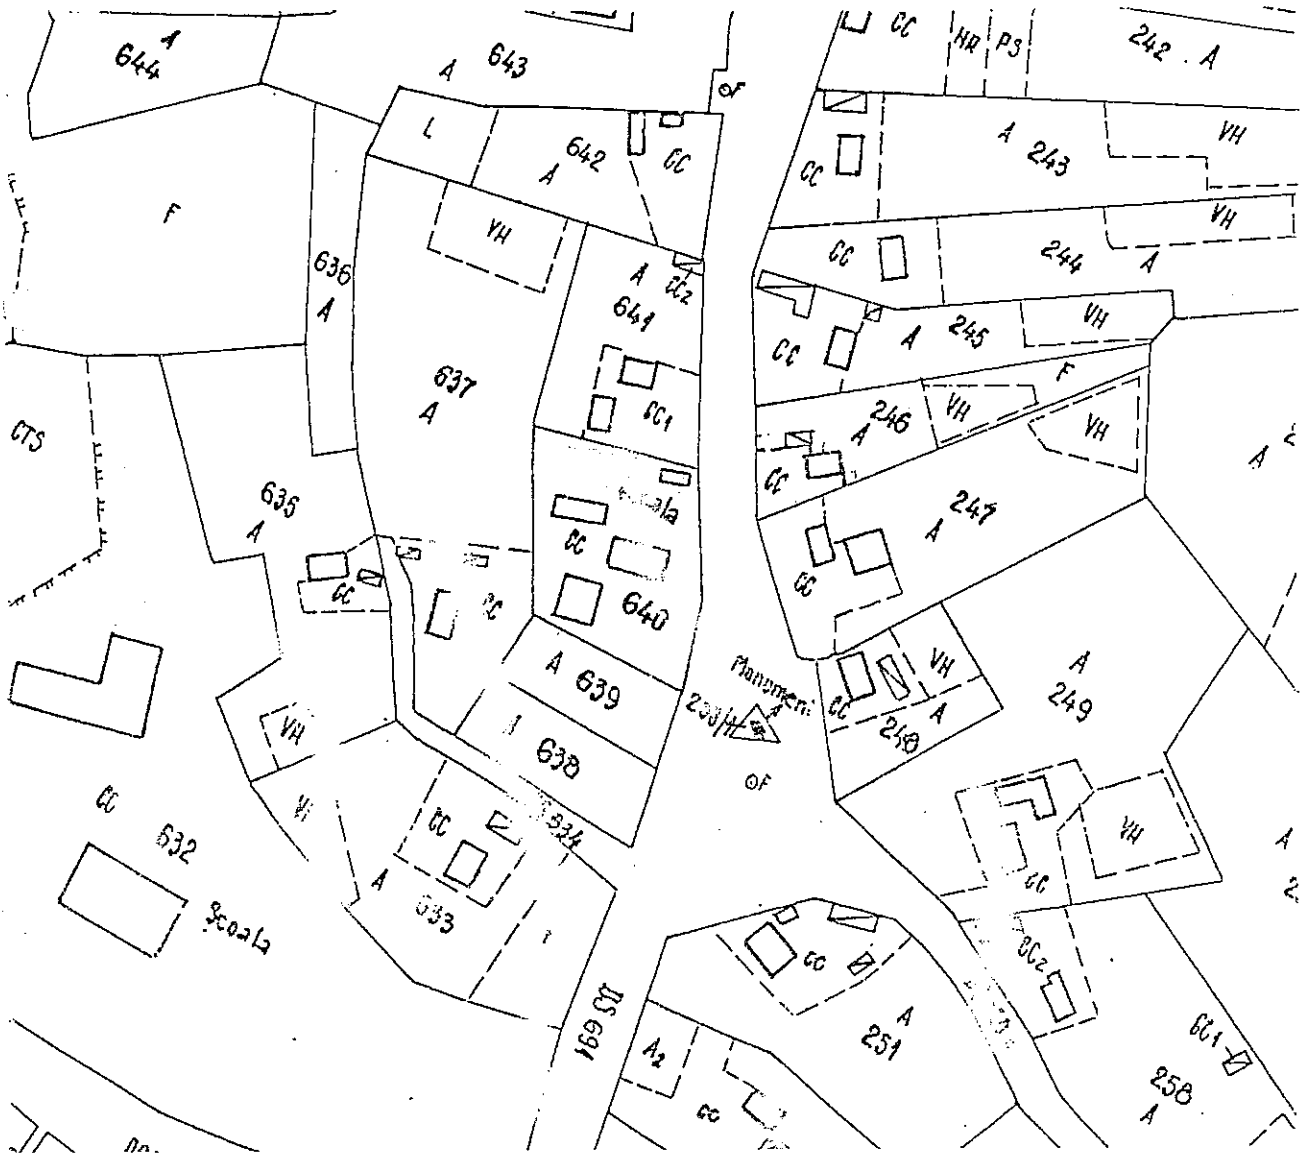 A
644
A
643
OF
CC
HR
PS
242 . A
L
642
A
CC
A
243
VH
CC
F
VH
A
CC2
641
CC
244
A
VH
636
A
637
A
CC1
CC
A
245
VH
246
A
VH
F
VH
CTS
635
A
CC
CC
640
CC
CC
CC
247
A
CC
A
639
638
Monument
233/1
A
OF
VH
CC
A
248
A
249
VH
CC
632
Scoala
CC
A
633
634
VH
CC
CC2
CC
A
251
DS 691
A2
CC
CC1
258
A
A
A